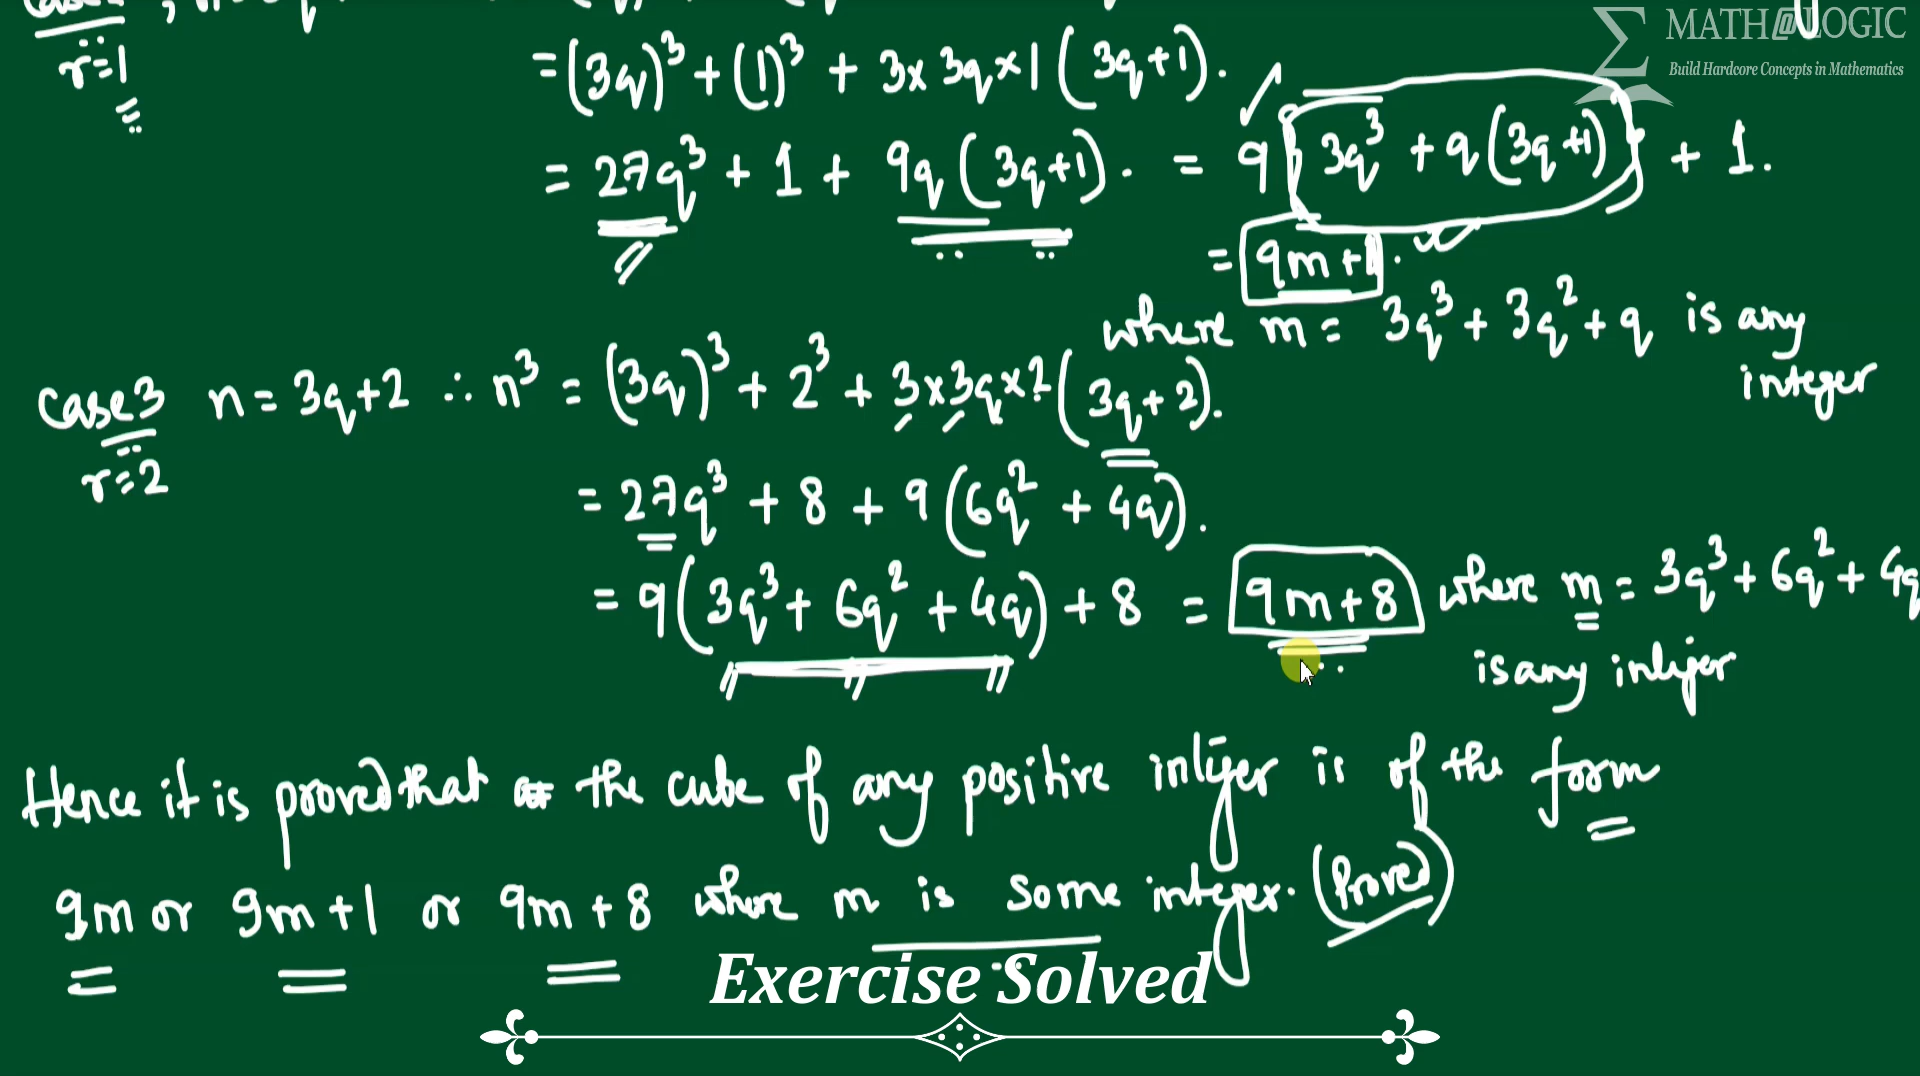 MATH@LOGIC
Build Hardcore Concepts in Mathematics
r=1
= (3q)³ + (1)³ + 3×3q×1 (3q+1).
= 27q³ + 1 + 9q (3q+1). = 9{ 3q³ + q(3q+1) } + 1.
= 9m+1.
where m = 3q³ + 3q² + q is any integer
Case 3 n = 3q+2 ∴ n³ = (3q)³ + 2³ + 3×3q×2 (3q+2).
r=2
= 27q³ + 8 + 9 (6q² + 4q).
= 9 (3q³ + 6q² + 4q) + 8 = 9m+8 where m = 3q³ + 6q² + 4q
is any integer
Hence it is proved that the cube of any positive integer is of the form
9m or 9m+1 or 9m+8 where m is some integer. (Proved)
Exercise Solved